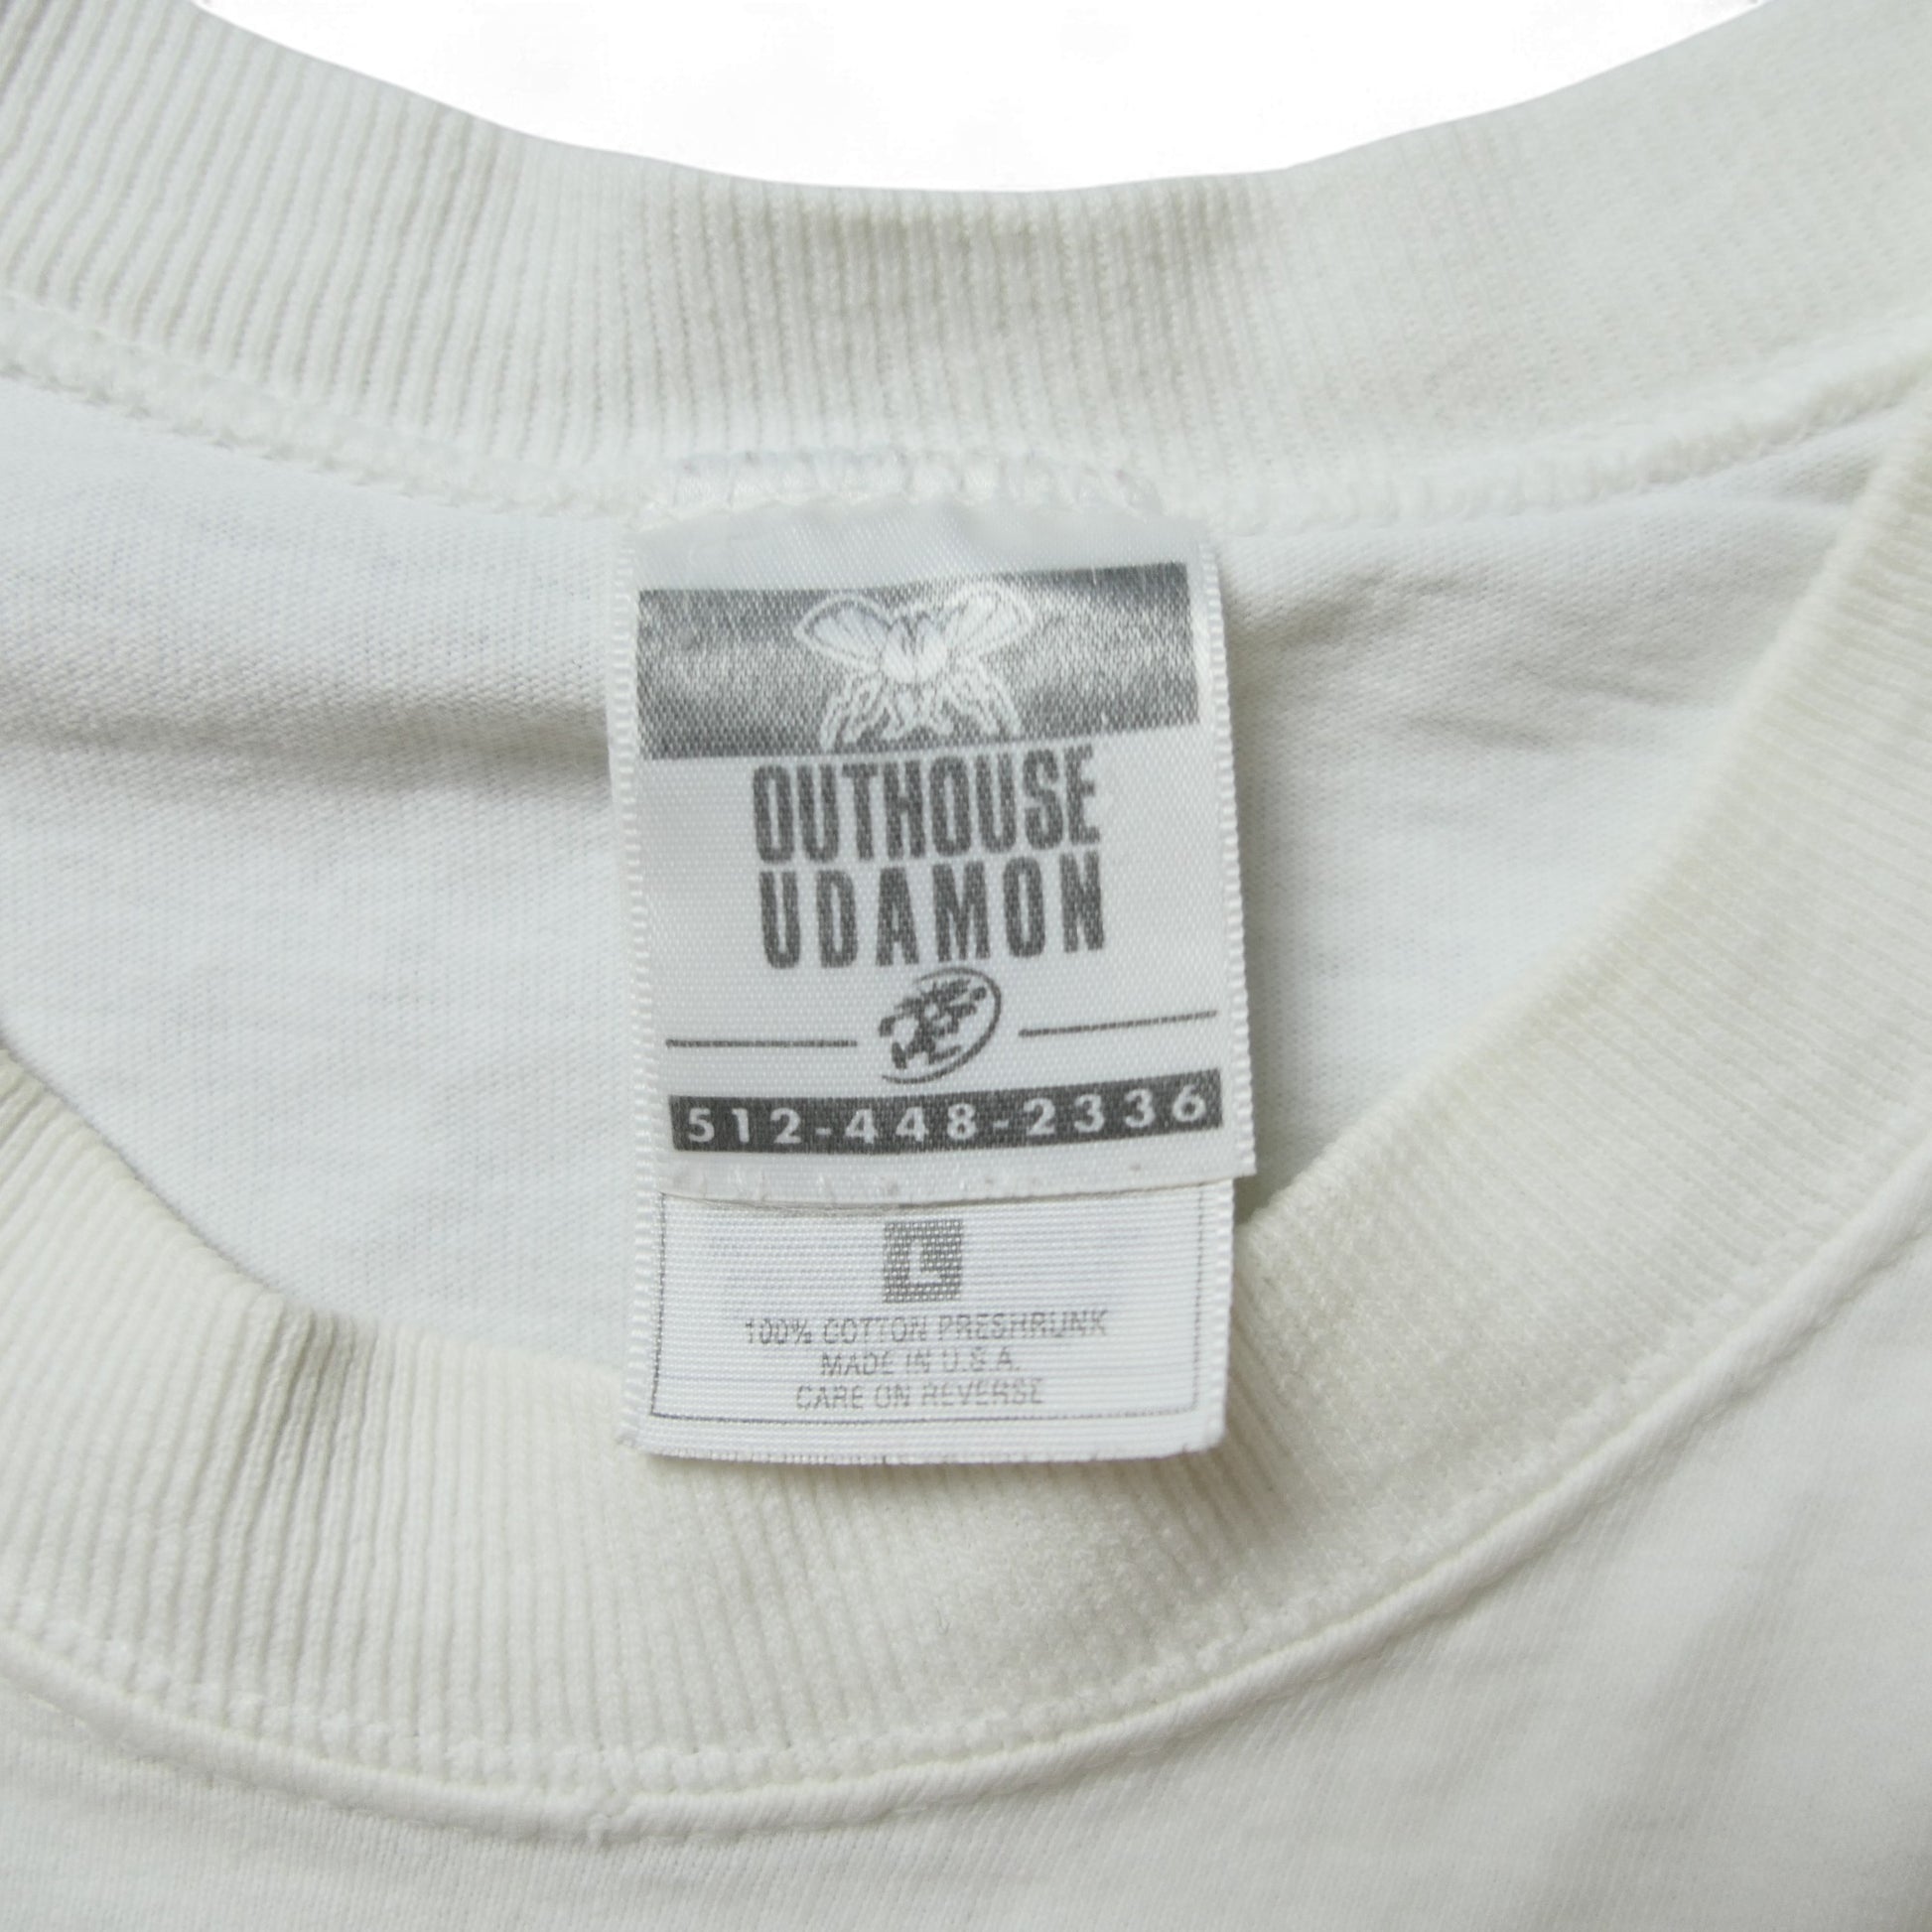 OUTHOUSE
UDAMON
512-448-2336
L
100% COTTON PRESHRUNK
MADE IN U.S.A.
CARE ON REVERSE